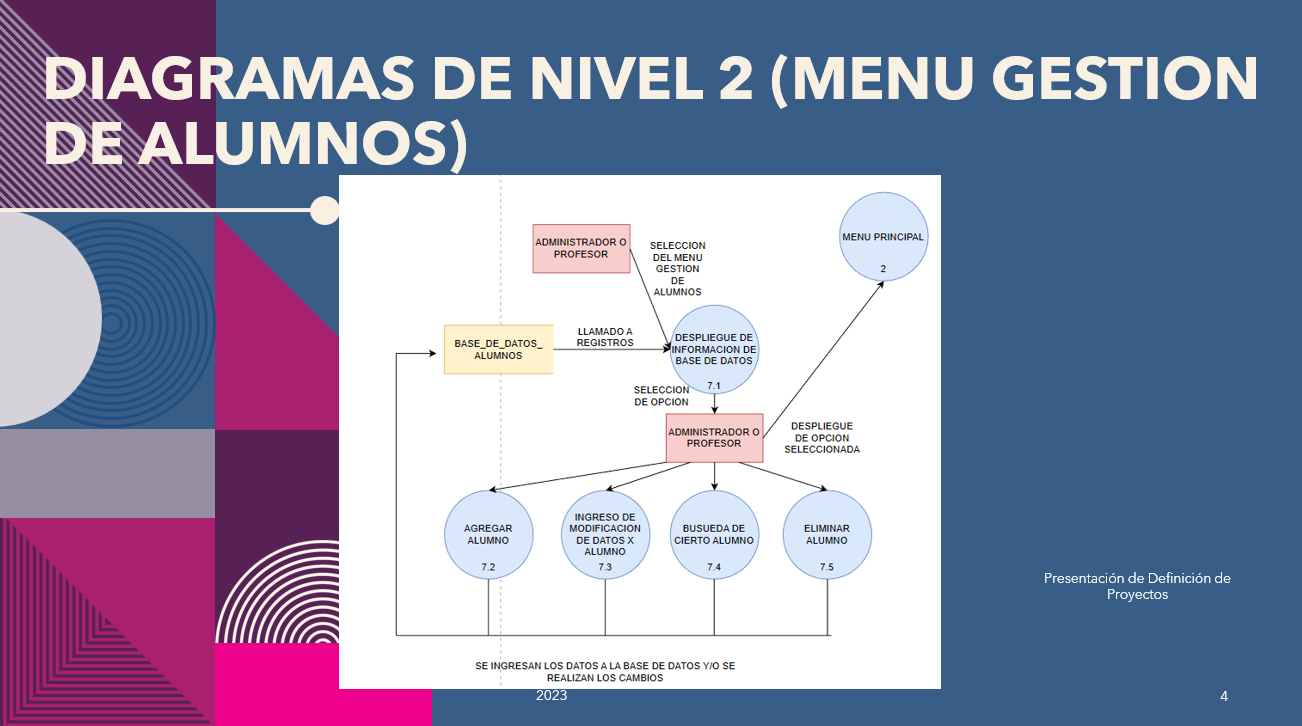 DIAGRAMAS DE NIVEL 2 (MENU GESTION
DE ALUMNOS)
ADMINISTRADOR O
PROFESOR
SELECCION
DEL MENU
GESTION
DE
ALUMNOS
MENU PRINCIPAL
2
BASE_DE_DATOS_
ALUMNOS
LLAMADO A
REGISTROS
DESPLIEGUE DE
INFORMACION DE
BASE DE DATOS
7.1
SELECCION
DE OPCION
ADMINISTRADOR O
PROFESOR
DESPLIEGUE
DE OPCION
SELECCIONADA
AGREGAR
ALUMNO
7.2
INGRESO DE
MODIFICACION
DE DATOS X
ALUMNO
7.3
BUSUEDA DE
CIERTO ALUMNO
7.4
ELIMINAR
ALUMNO
7.5
SE INGRESAN LOS DATOS A LA BASE DE DATOS Y/O SE
REALIZAN LOS CAMBIOS
Presentación de Definición de
Proyectos
2023
4